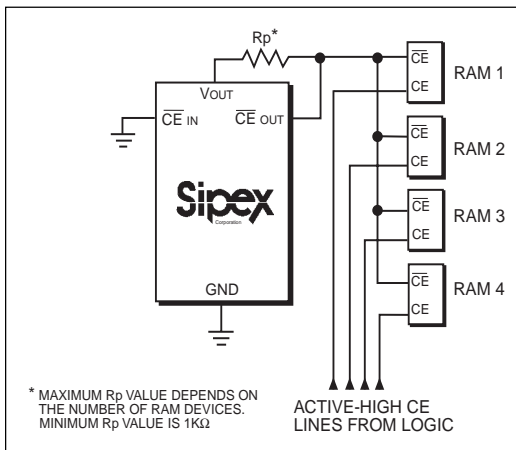 Rp*
VOUT
CE IN
CE OUT
Sipex
Corporation
GND
CE
CE
RAM 1
CE
CE
RAM 2
CE
CE
RAM 3
CE
CE
RAM 4
* MAXIMUM Rp VALUE DEPENDS ON
THE NUMBER OF RAM DEVICES.
MINIMUM Rp VALUE IS 1KΩ
ACTIVE-HIGH CE
LINES FROM LOGIC